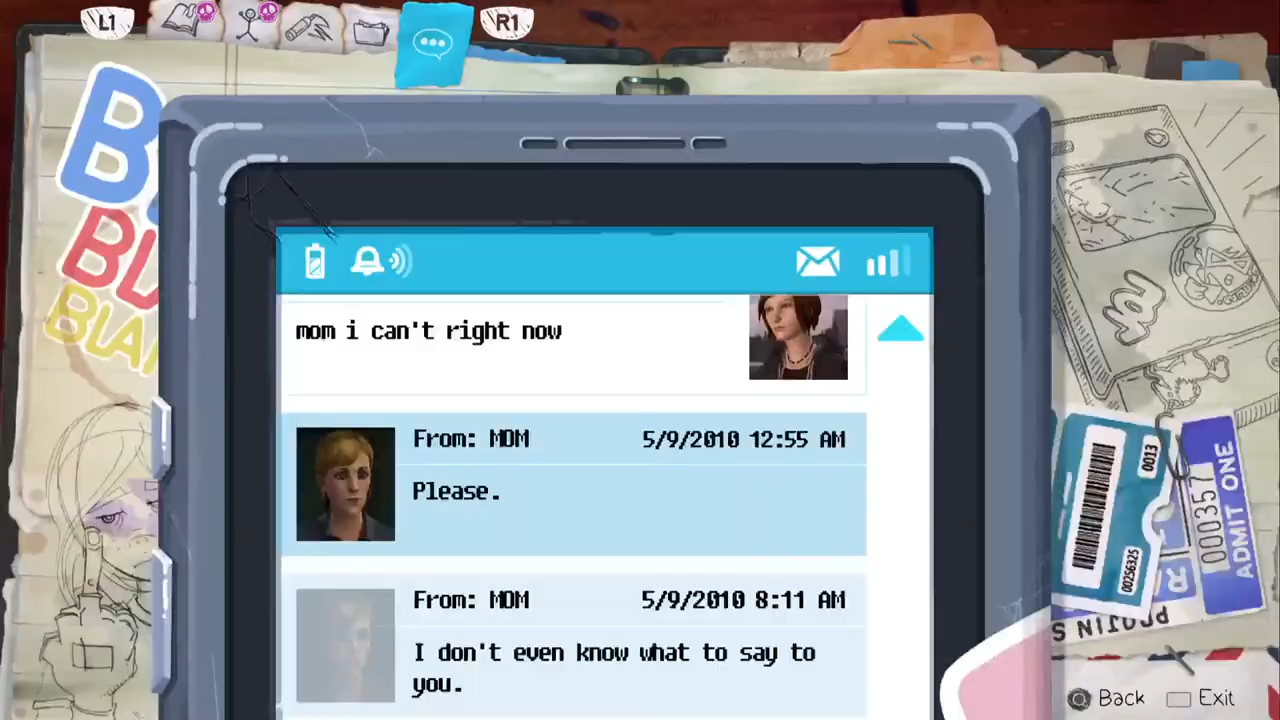 L1
R1
mom i can't right now
From: MOM
5/9/2010 12:55 AM
Please.
From: MOM
5/9/2010 8:11 AM
I don't even know what to say to
you.
0013
00256325
000357
ADMIT ONE
Back
Exit